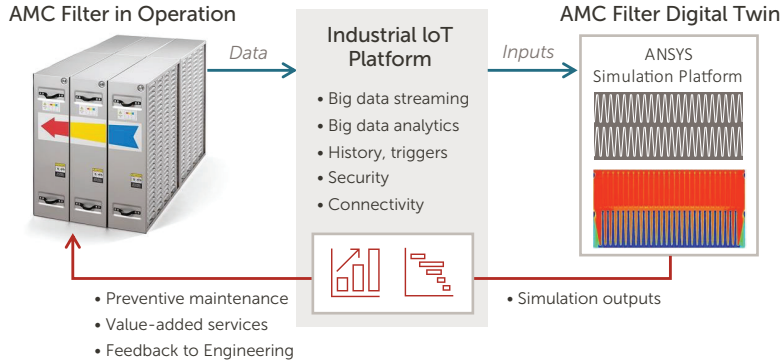 AMC Filter in Operation
Data
Industrial IoT
Platform
• Big data streaming
• Big data analytics
• History, triggers
• Security
• Connectivity
Inputs
AMC Filter Digital Twin
ANSYS
Simulation Platform
• Preventive maintenance
• Value-added services
• Feedback to Engineering
• Simulation outputs